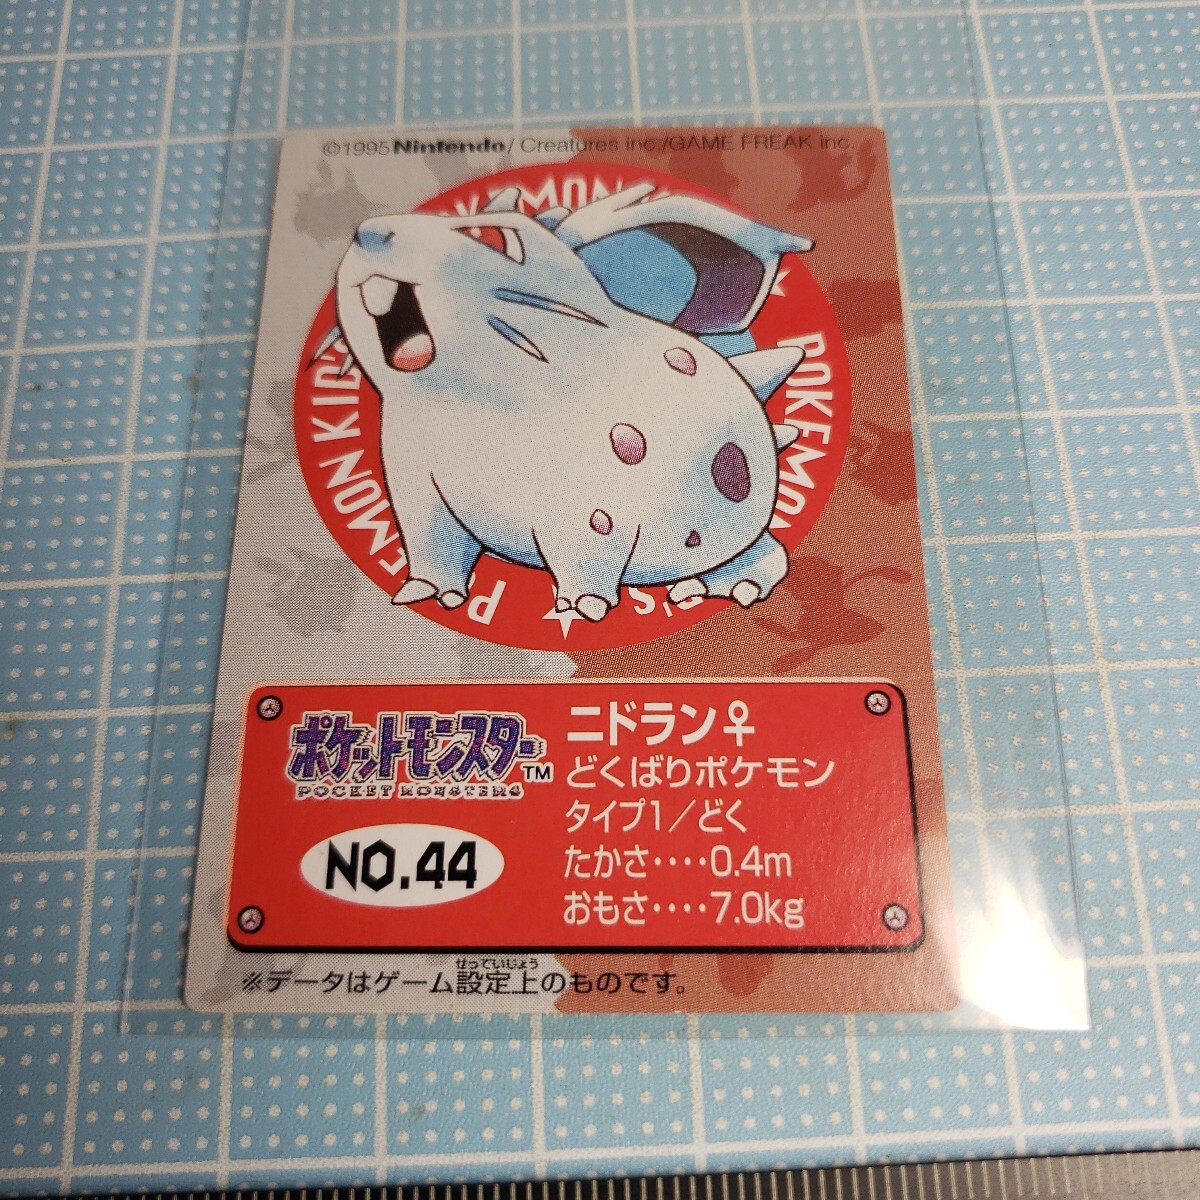 ©1995 Nintendo/Creatures inc./GAME FREAK inc.
POKEMON KIDS ★ POKEMON KIDS ★ POKEMON KID'S
ポケットモンスター™
POCKET MONSTERS
NO.44
ニドラン♀
どくばりポケモン
タイプ1／どく
たかさ････0.4m
おもさ････7.0kg
せっていじょう
※データはゲーム設定上のものです。